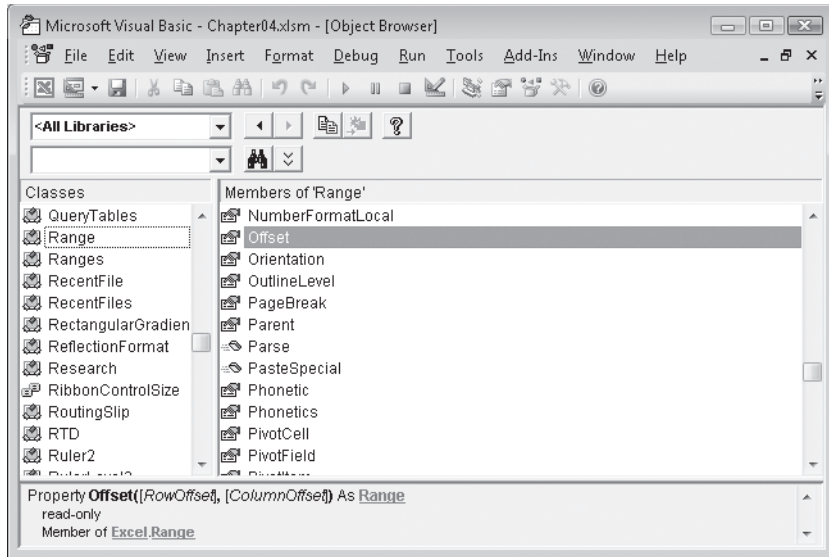 Microsoft Visual Basic - Chapter04.xlsm - [Object Browser]
File Edit View Insert Format Debug Run Tools Add-Ins Window Help
<All Libraries>
Classes
Members of 'Range'
QueryTables
Range
Ranges
RecentFile
RecentFiles
RectangularGradien
ReflectionFormat
Research
RibbonControlSize
RoutingSlip
RTD
Ruler2
NumberFormatLocal
Offset
Orientation
OutlineLevel
PageBreak
Parent
Parse
PasteSpecial
Phonetic
Phonetics
PivotCell
PivotField
Property Offset([RowOffset], [ColumnOffset]) As Range
read-only
Member of Excel.Range